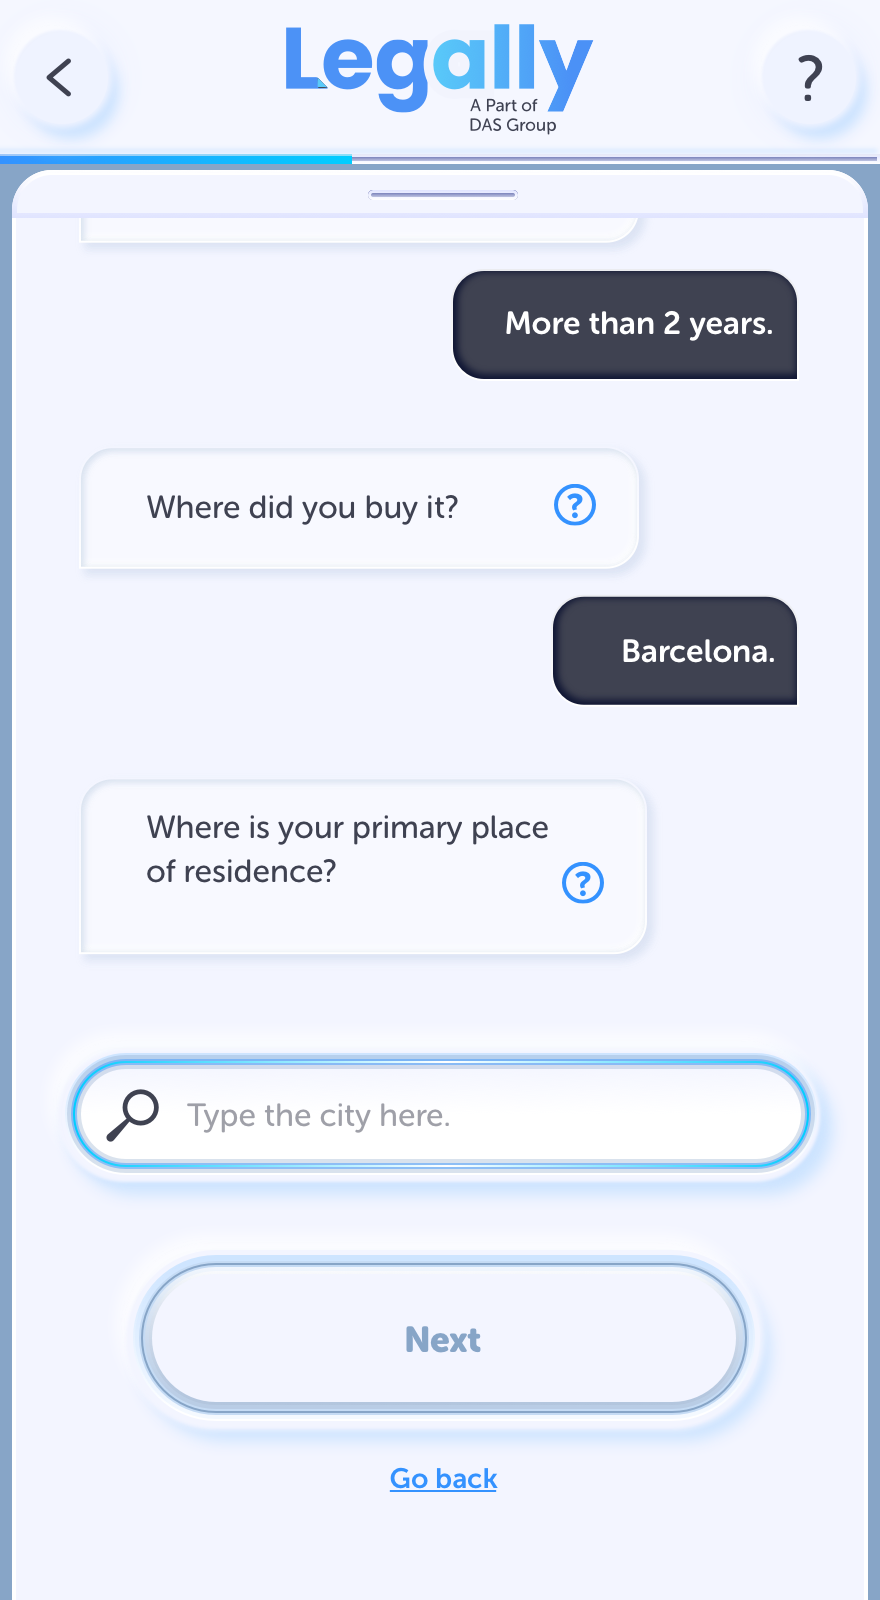 Legally
A Part of
DAS Group
?
More than 2 years.
Where did you buy it?
?
Barcelona.
Where is your primary place
of residence?
?
Type the city here.
Next
Go back